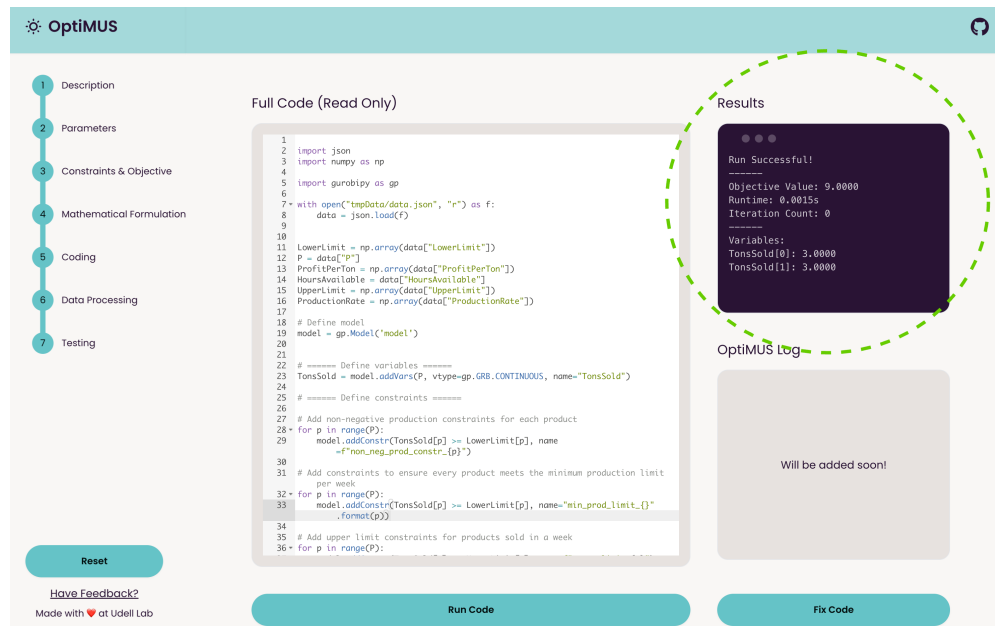 OptiMUS
1 Description
2 Parameters
3 Constraints & Objective
4 Mathematical Formulation
5 Coding
6 Data Processing
7 Testing
Reset
Have Feedback?
Made with ❤️ at Udell Lab
Full Code (Read Only)
1
2 import json
3 import numpy as np
4
5 import gurobipy as gp
6
7 with open("tmpData/data.json", "r") as f:
8     data = json.load(f)
9
10
11 LowerLimit = np.array(data["LowerLimit"])
12 P = data["P"]
13 ProfitPerTon = np.array(data["ProfitPerTon"])
14 HoursAvailable = data["HoursAvailable"]
15 UpperLimit = np.array(data["UpperLimit"])
16 ProductionRate = np.array(data["ProductionRate"])
17
18 # Define model
19 model = gp.Model('model')
20
21
22 # ====== Define variables ======
23 TonsSold = model.addVars(P, vtype=gp.GRB.CONTINUOUS, name="TonsSold")
24
25 # ====== Define constraints ======
26
27 # Add non-negative production constraints for each product
28 for p in range(P):
29     model.addConstr(TonsSold[p] >= LowerLimit[p], name
=f"non_neg_prod_constr_{p}")
30
31 # Add constraints to ensure every product meets the minimum production limit
per week
32 for p in range(P):
33     model.addConstr(TonsSold[p] >= LowerLimit[p], name="min_prod_limit_{}"
.format(p))
34
35 # Add upper limit constraints for products sold in a week
36 for p in range(P):
Run Code
Results
Run Successful!
------
Objective Value: 9.0000
Runtime: 0.0015s
Iteration Count: 0
------
Variables:
TonsSold[0]: 3.0000
TonsSold[1]: 3.0000
OptiMUS Log
Will be added soon!
Fix Code